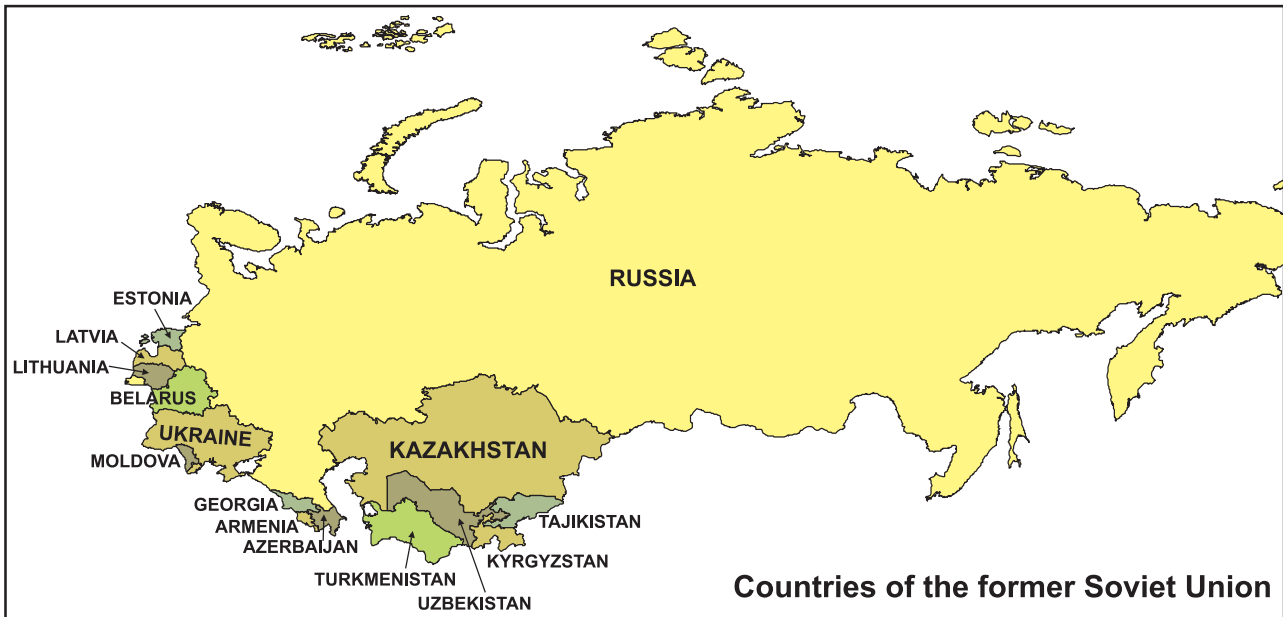 RUSSIA
ESTONIA
LATVIA
LITHUANIA
BELARUS
UKRAINE
KAZAKHSTAN
MOLDOVA
GEORGIA
ARMENIA
TAJIKISTAN
AZERBAIJAN
KYRGYZSTAN
TURKMENISTAN
UZBEKISTAN
Countries of the former Soviet Union